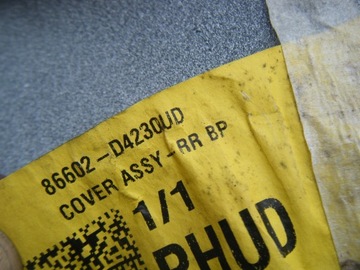 86602-D4230UD
COVER ASSY-RR BP
1/1
PHUD